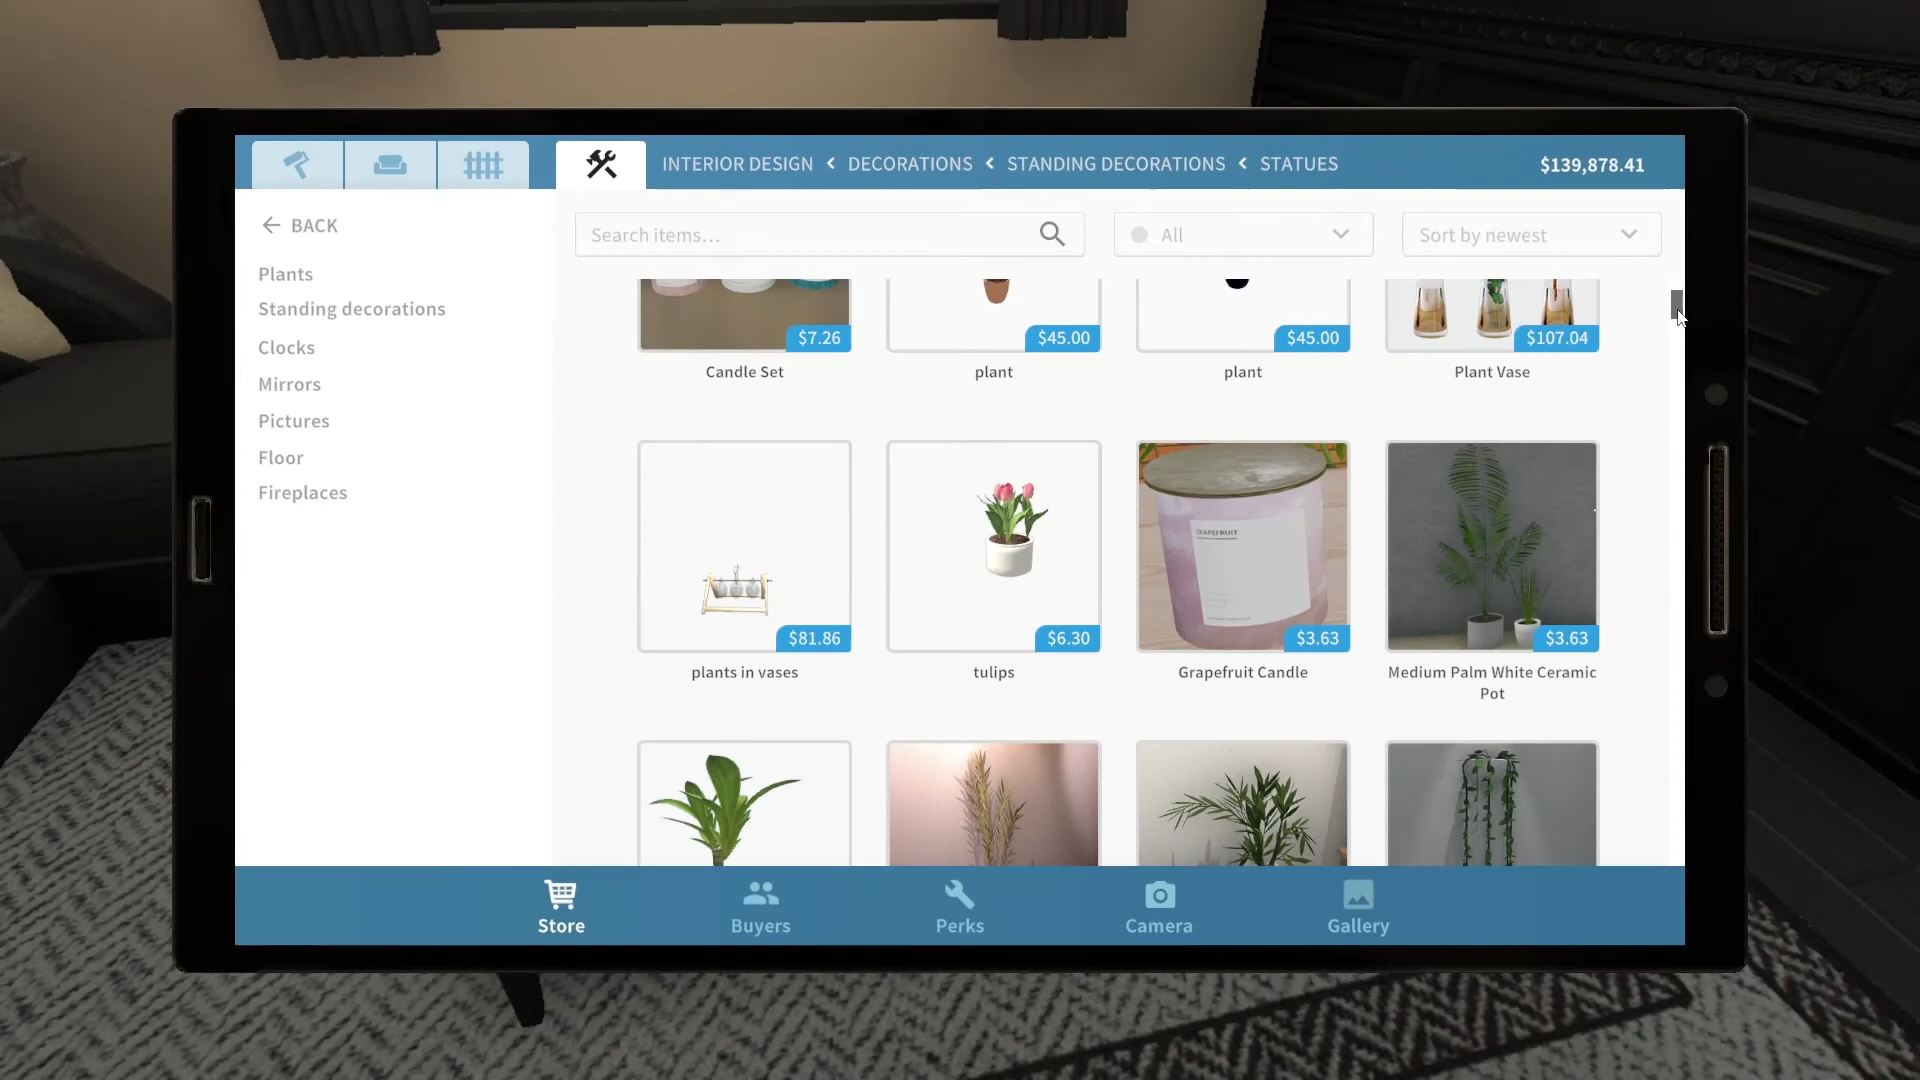 INTERIOR DESIGN < DECORATIONS < STANDING DECORATIONS < STATUES
$139,878.41
BACK
Plants
Standing decorations
Clocks
Mirrors
Pictures
Floor
Fireplaces
Search items...
All
Sort by newest
$7.26
$45.00
$45.00
$107.04
Candle Set
plant
plant
Plant Vase
GRAPEFRUIT
$81.86
$6.30
$3.63
$3.63
plants in vases
tulips
Grapefruit Candle
Medium Palm White Ceramic
Pot
Store
Buyers
Perks
Camera
Gallery